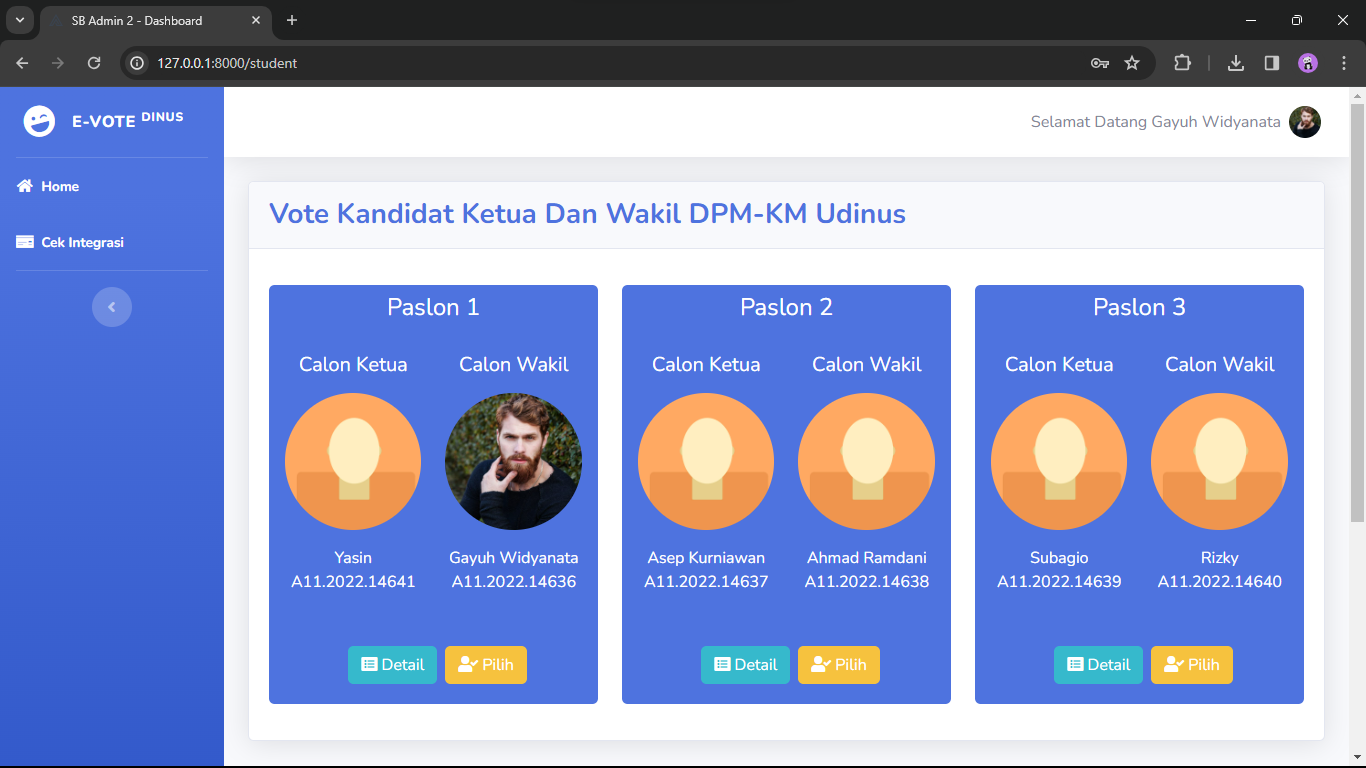 SB Admin 2 - Dashboard
127.0.0.1:8000/student
E-VOTE DINUS
Selamat Datang Gayuh Widyanata
Home
Cek Integrasi
Vote Kandidat Ketua Dan Wakil DPM-KM Udinus
Paslon 1
Calon Ketua
Calon Wakil
Yasin
Gayuh Widyanata
A11.2022.14641
A11.2022.14636
Detail
Pilih
Paslon 2
Calon Ketua
Calon Wakil
Asep Kurniawan
Ahmad Ramdani
A11.2022.14637
A11.2022.14638
Detail
Pilih
Paslon 3
Calon Ketua
Calon Wakil
Subagio
Rizky
A11.2022.14639
A11.2022.14640
Detail
Pilih